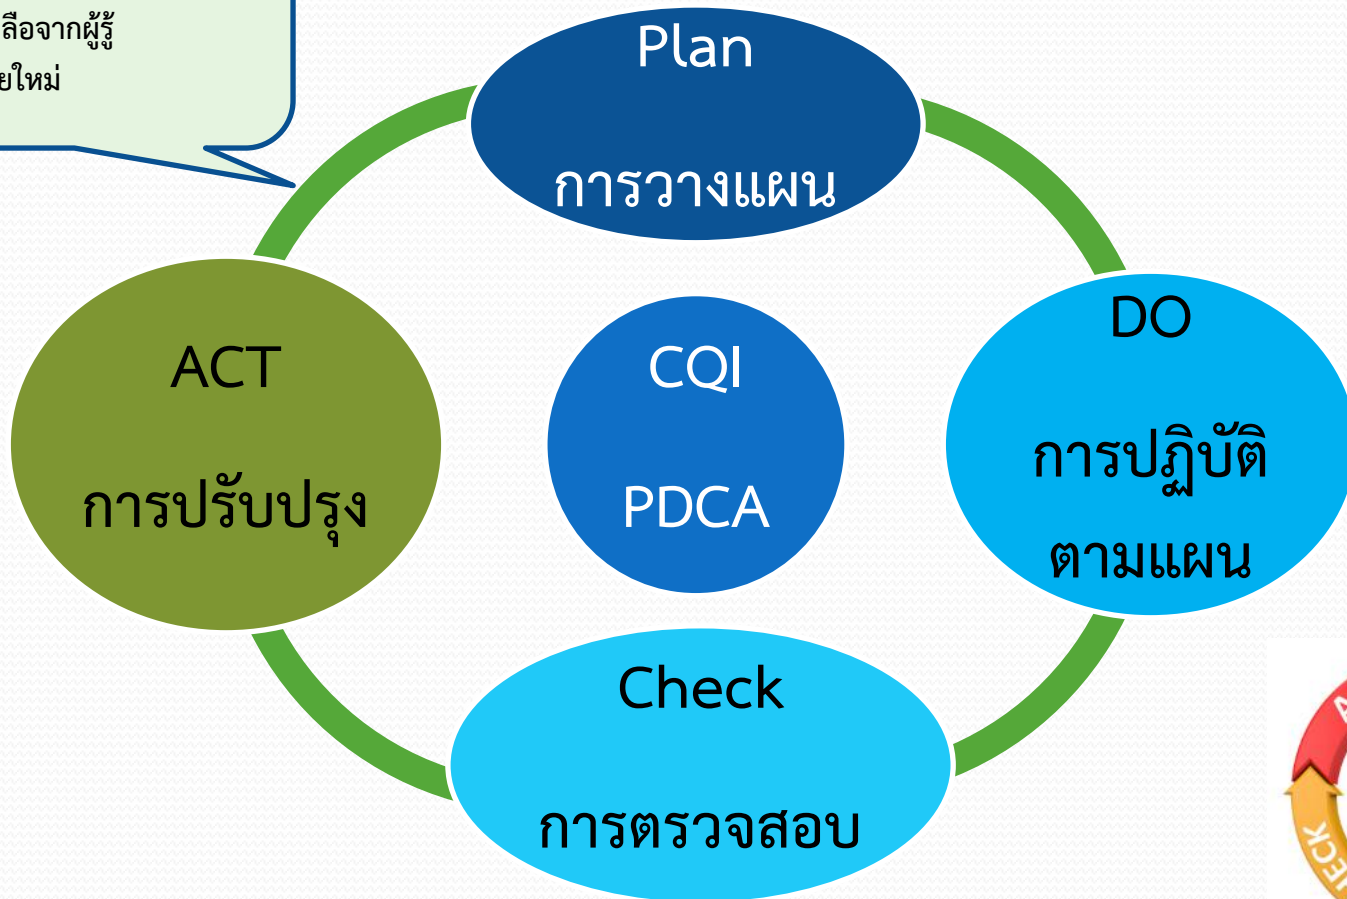 ลือจากผู้รู้
ยใหม่
Plan
การวางแผน
DO
การปฏิบัติ
ตามแผน
Check
การตรวจสอบ
ACT
การปรับปรุง
CQI
PDCA